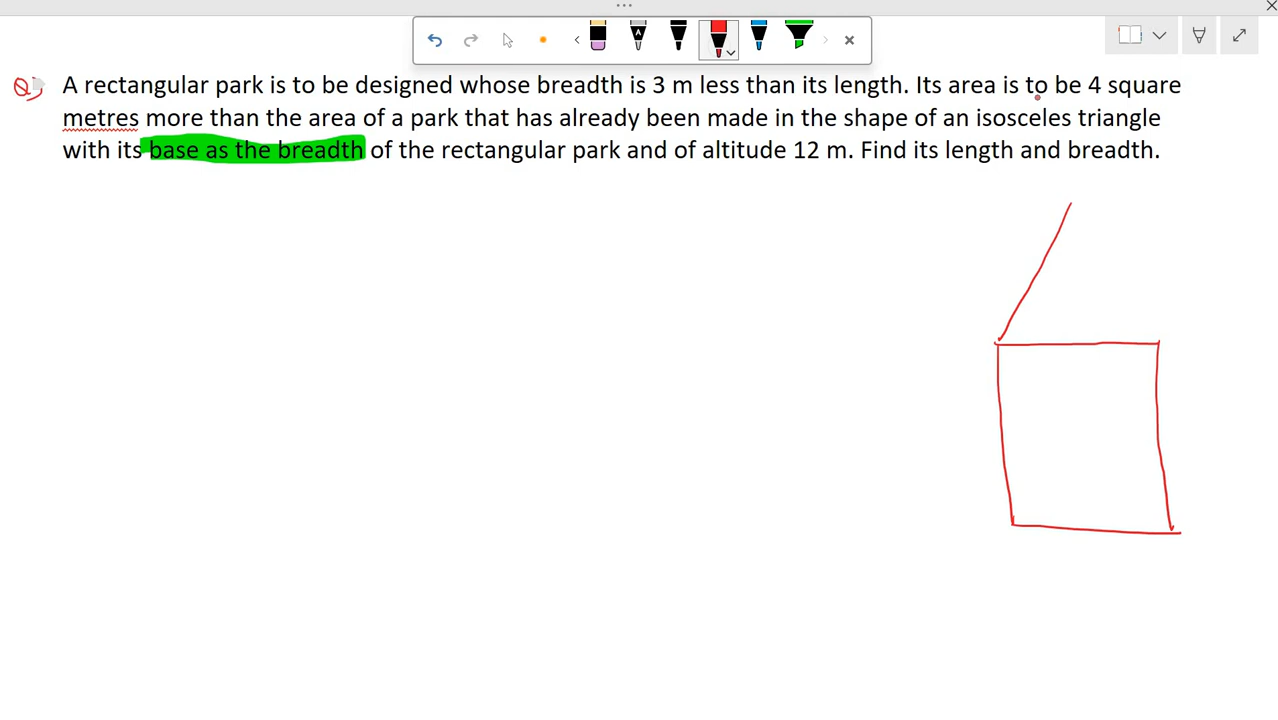 Q) A rectangular park is to be designed whose breadth is 3 m less than its length. Its area is to be 4 square
metres more than the area of a park that has already been made in the shape of an isosceles triangle
with its base as the breadth of the rectangular park and of altitude 12 m. Find its length and breadth.